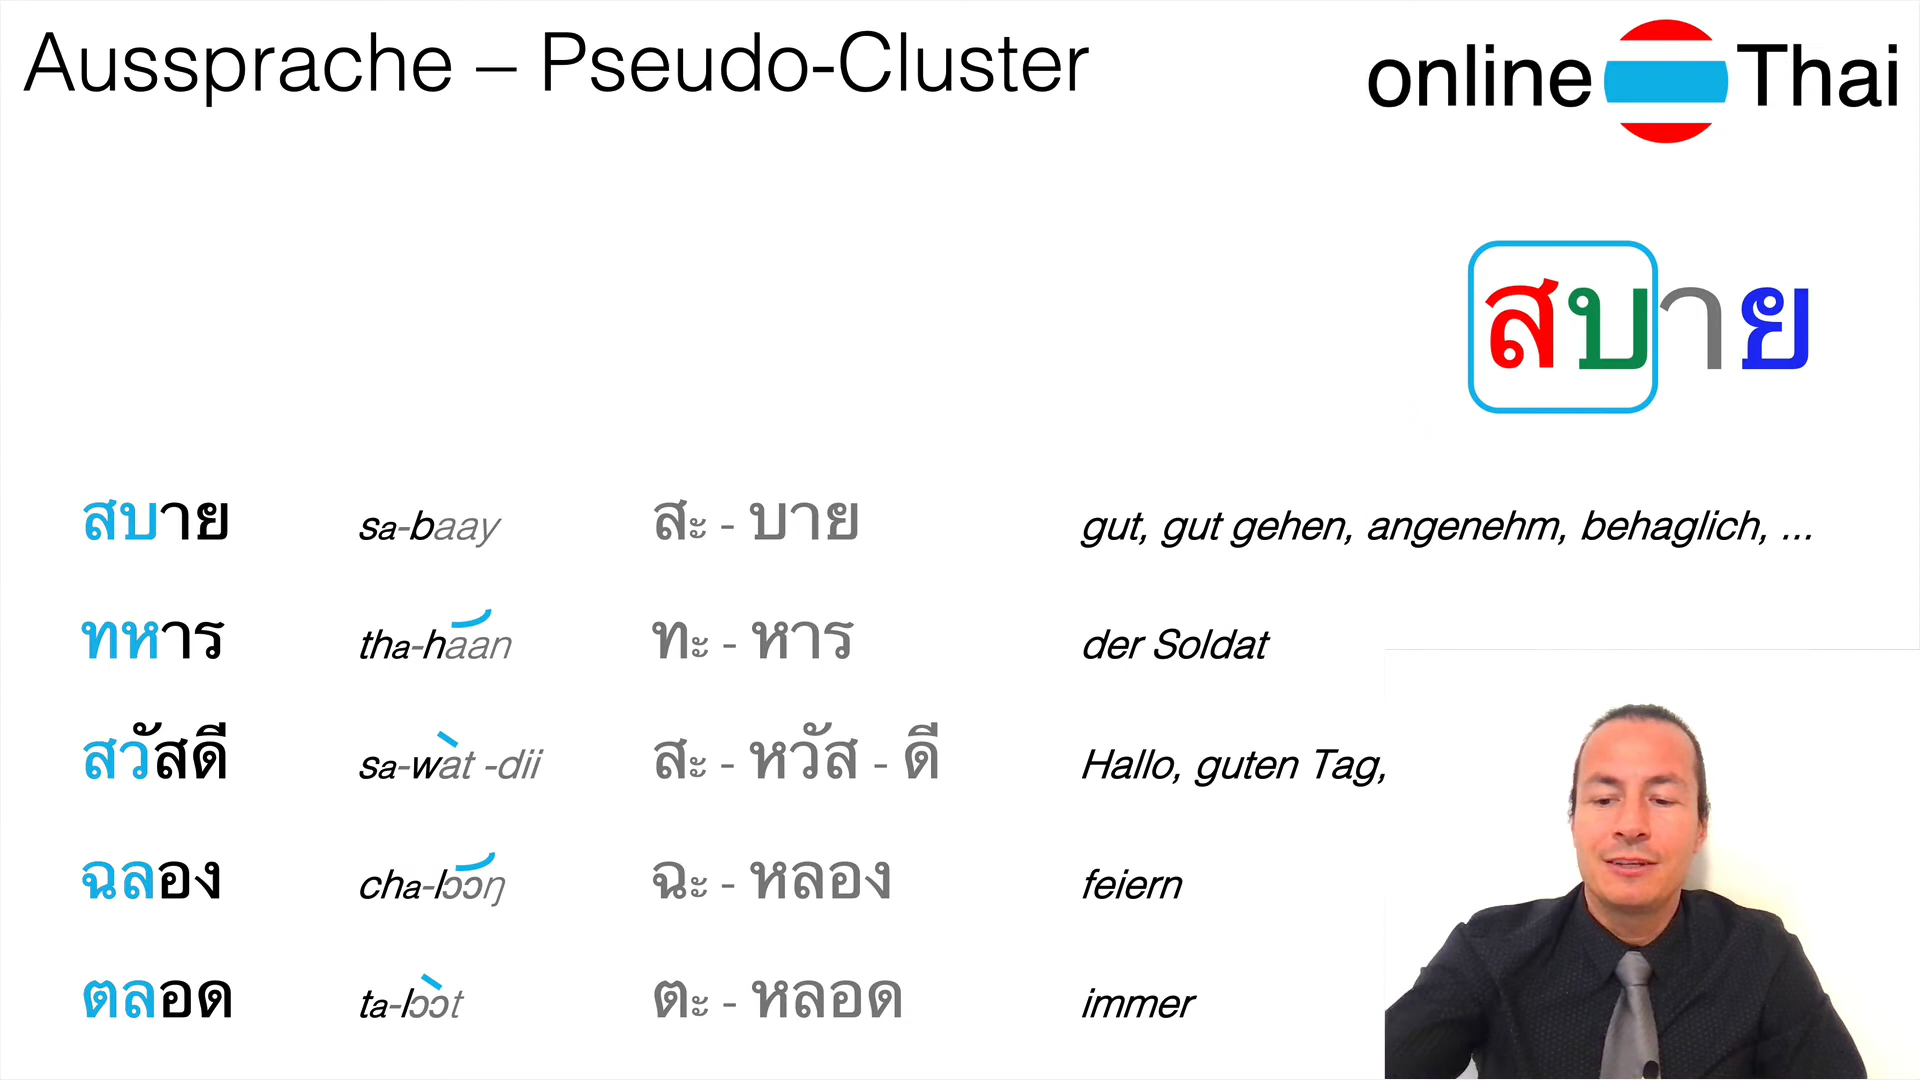 Aussprache – Pseudo-Cluster
online Thai
สบาย
สบาย sa-baay สะ - บาย gut, gut gehen, angenehm, behaglich, ...
ทหาร tha-hǎan ทะ - หาร der Soldat
สวัสดี sa-wàt -dii สะ - หวัส - ดี Hallo, guten Tag,
ฉลอง cha-lɔ̌ɔŋ ฉะ - หลอง feiern
ตลอด ta-lɔ̀ɔt ตะ - หลอด immer